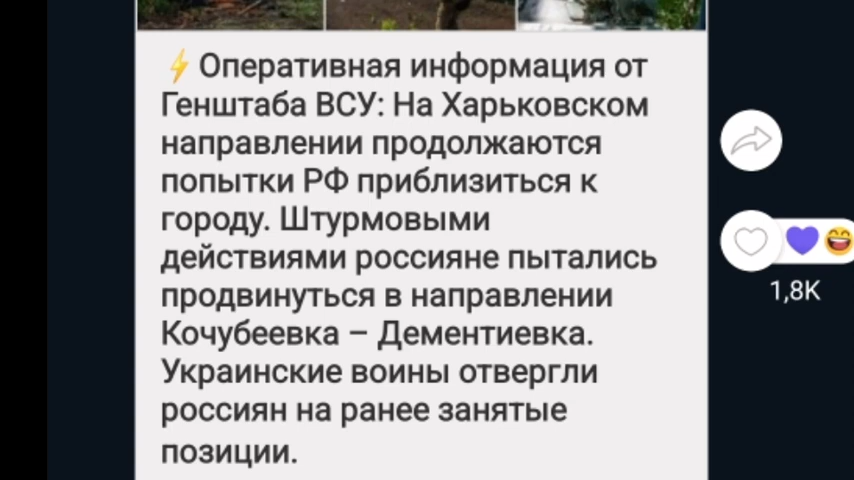 ⚡Оперативная информация от
Генштаба ВСУ: На Харьковском
направлении продолжаются
попытки РФ приблизиться к
городу. Штурмовыми
действиями россияне пытались
продвинуться в направлении
Кочубеевка – Дементиевка.
Украинские воины отвергли
россиян на ранее занятые
позиции.
1,8K